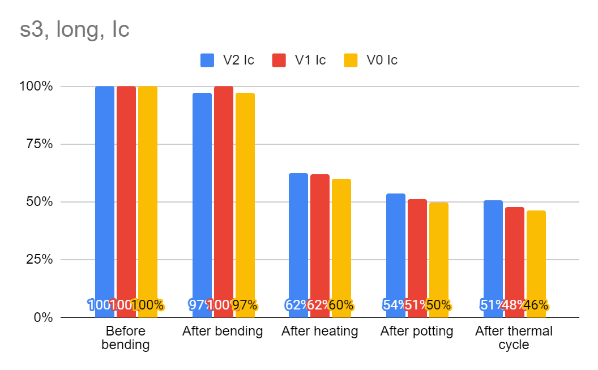 s3, long, Ic
V2 Ic V1 Ic V0 Ic
100%
75%
50%
25%
0%
100% 100% 100% 97% 100% 97% 62% 62% 60% 54% 51% 50% 51% 48% 46%
Before bending After bending After heating After potting After thermal cycle